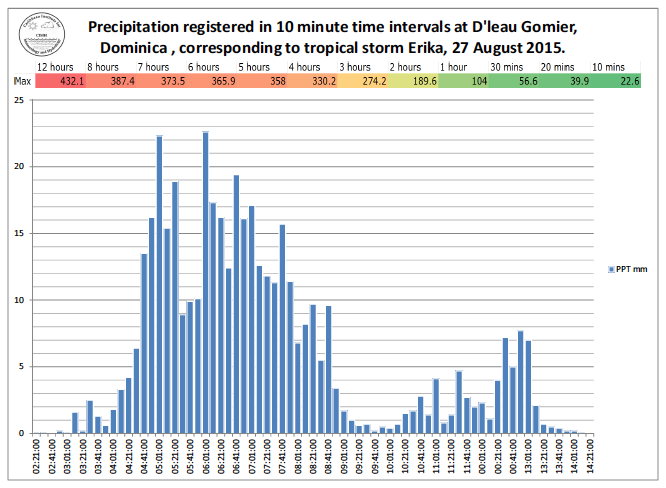 Precipitation registered in 10 minute time intervals at D'leau Gomier,
Dominica , corresponding to tropical storm Erika, 27 August 2015.
CIMH
12 hours 8 hours 7 hours 6 hour 5 hours 4 hours 3 hours 2 hours 1 hour 30 mins 20 mins 10 mins
Max 432.1 387.4 373.5 365.9 358 330.2 274.2 189.6 104 56.6 39.9 22.6
25
20
15
10
5
0
PPT mm
02:21:00 02:41:00 03:01:00 03:21:00 03:41:00 04:01:00 04:21:00 04:41:00 05:01:00 05:21:00 05:41:00 06:01:00 06:21:00 06:41:00 07:01:00 07:21:00 07:41:00 08:01:00 08:21:00 08:41:00 09:01:00 09:21:00 09:41:00 10:01:00 10:21:00 10:41:00 11:01:00 11:21:00 11:41:00 00:01:00 00:21:00 00:41:00 13:01:00 13:21:00 13:41:00 14:01:00 14:21:00